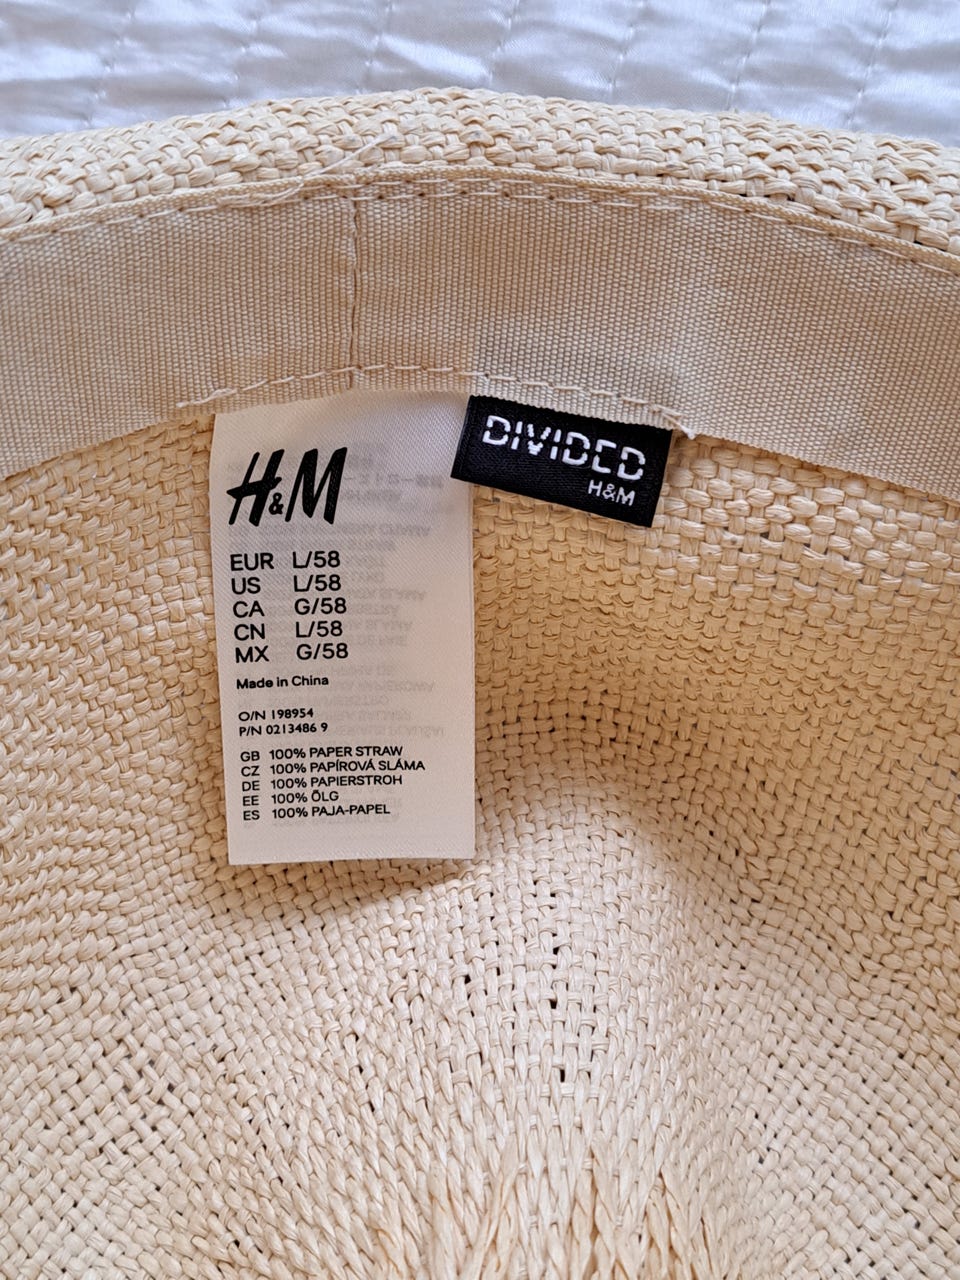 H&M
EUR L/58
US L/58
CA G/58
CN L/58
MX G/58
Made in China
O/N 198954
P/N 0213486 9
GB 100% PAPER STRAW
CZ 100% PAPÍROVÁ SLÁMA
DE 100% PAPIERSTROH
EE 100% ÕLG
ES 100% PAJA-PAPEL
DIVIDED
H&M